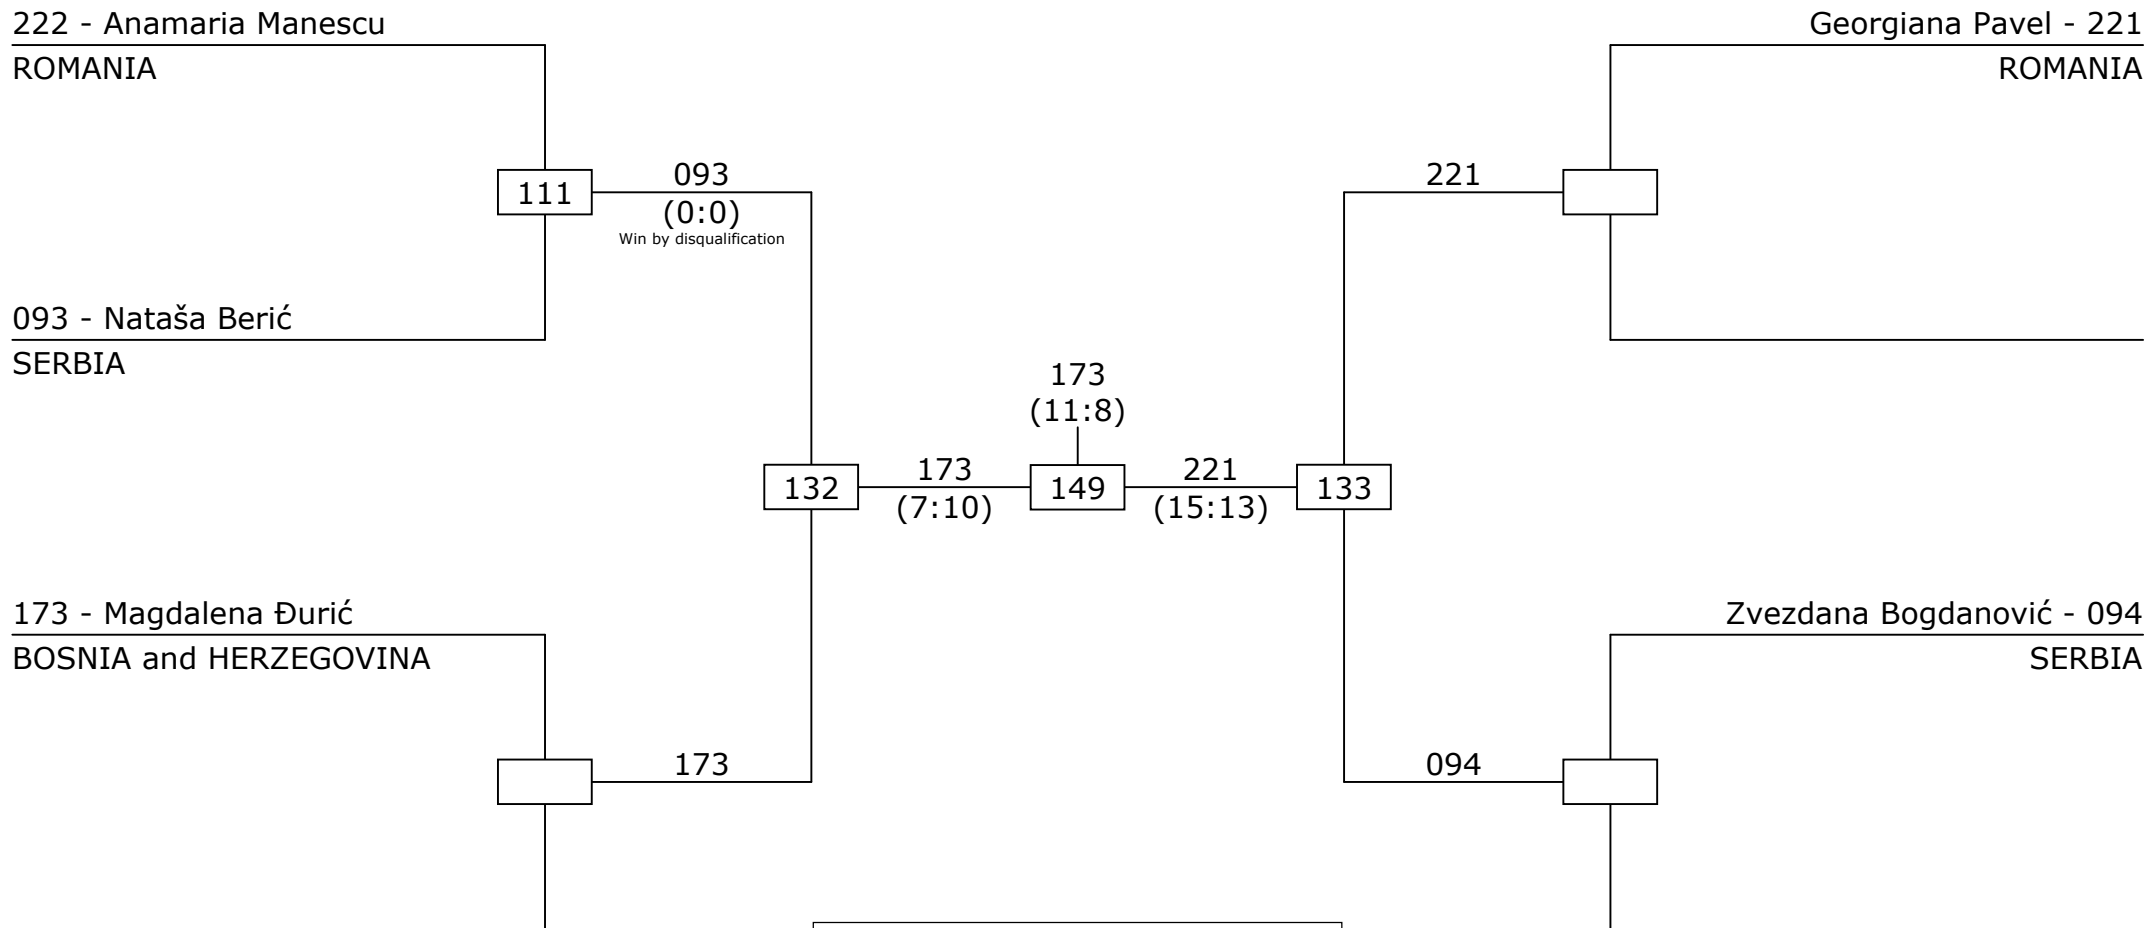 222 - Anamaria Manescu
ROMANIA
Georgiana Pavel - 221
ROMANIA
111
093
(0:0)
Win by disqualification
221
093 - Nataša Berić
SERBIA
173
(11:8)
132
173
(7:10)
149
221
(15:13)
133
173 - Magdalena Đurić
BOSNIA and HERZEGOVINA
Zvezdana Bogdanović - 094
SERBIA
173
094